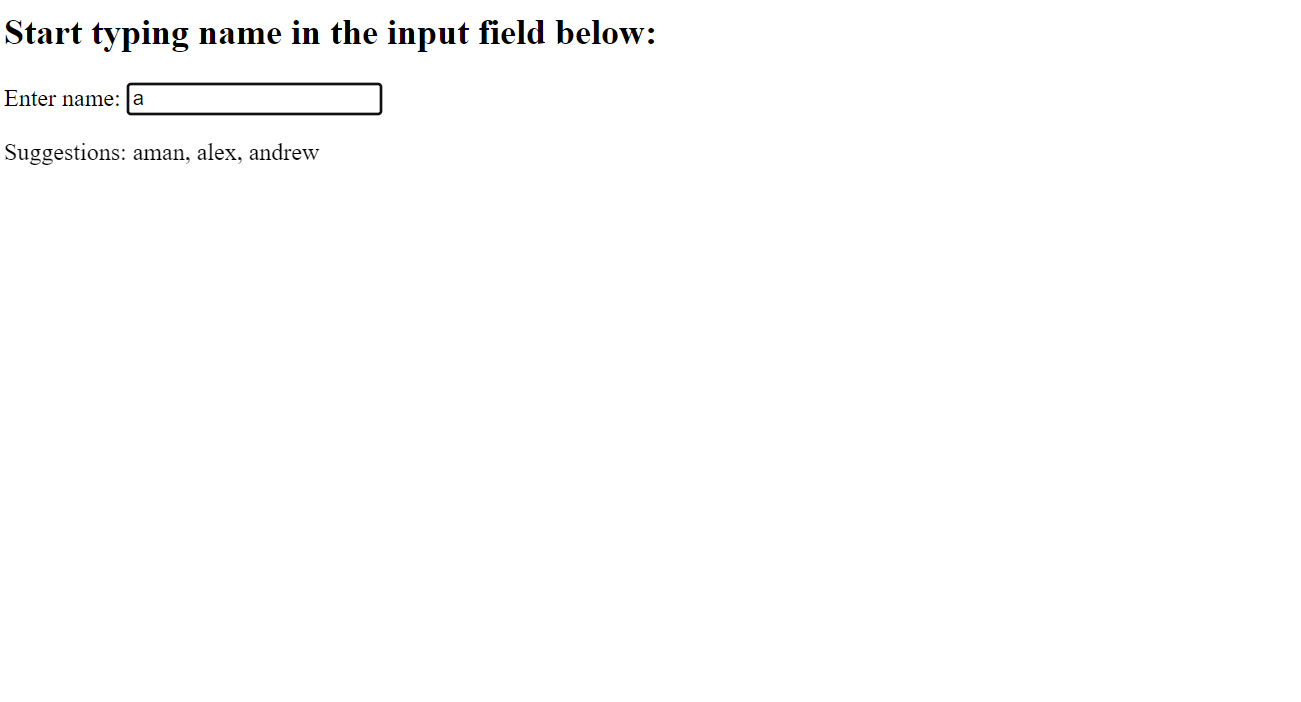 Start typing name in the input field below:
Enter name: a
Suggestions: aman, alex, andrew